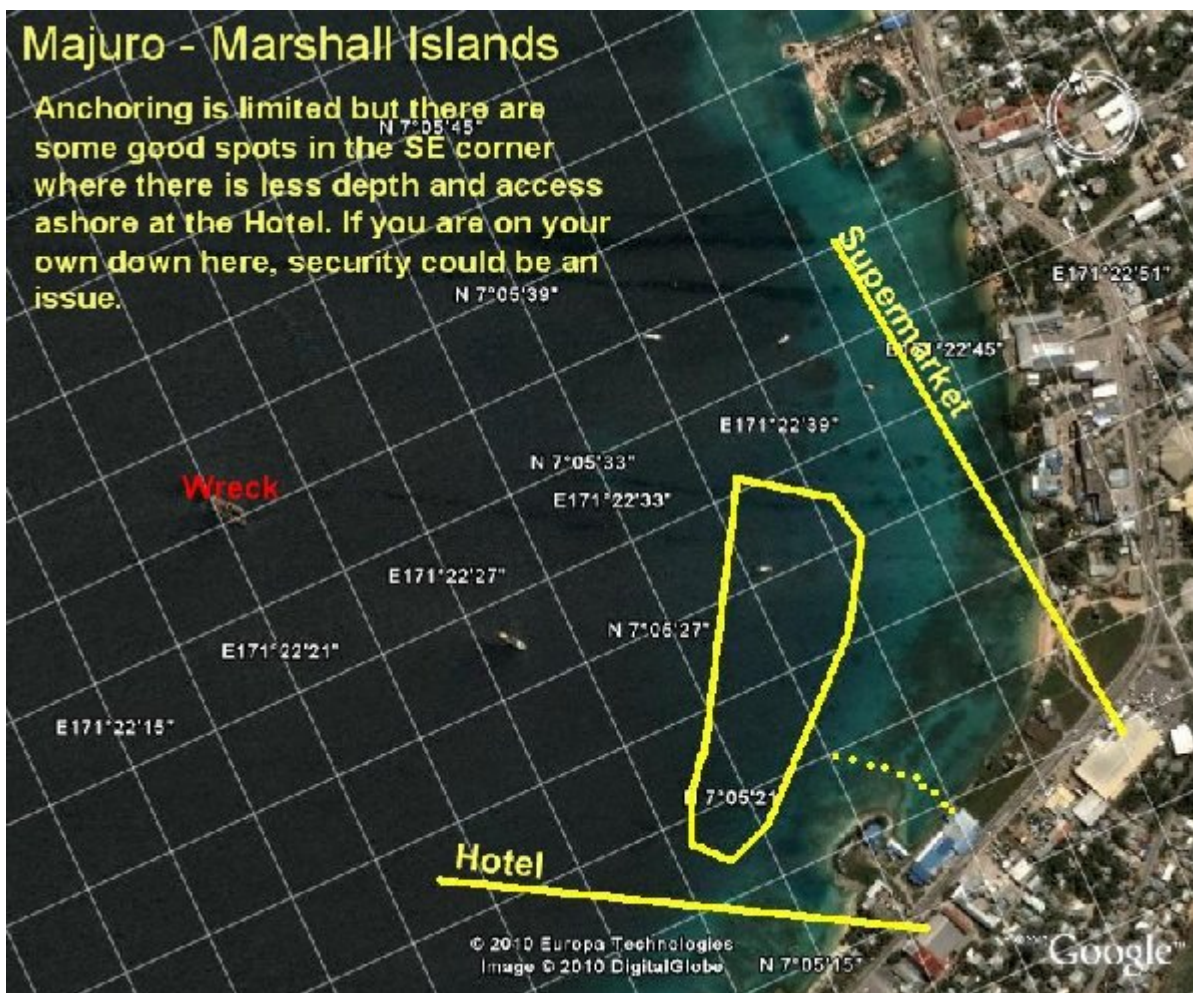 Majuro - Marshall Islands
Anchoring is limited but there are
some good spots in the SE corner
where there is less depth and access
ashore at the Hotel. If you are on your
own down here, security could be an
issue.
N 7°05'45"
N 7°05'39"
Supermarket
E171°22'51"
22'45"
E171°22'39"
N 7°05'33"
E171°22'33"
Wreck
E171°22'27"
N 7°05'27"
E171°22'21"
E171°22'15"
N 7°05'21
Hotel
© 2010 Europa Technologies
Image © 2010 DigitalGlobe
N 7°05'15"
Google™